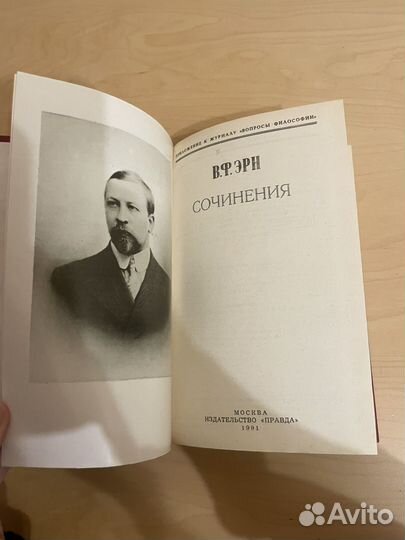 ПРИЛОЖЕНИЕ К ЖУРНАЛУ «ВОПРОСЫ ФИЛОСОФИИ»
В.Ф.ЭРН
СОЧИНЕНИЯ
МОСКВА
ИЗДАТЕЛЬСТВО «ПРАВДА»
1991
Avito